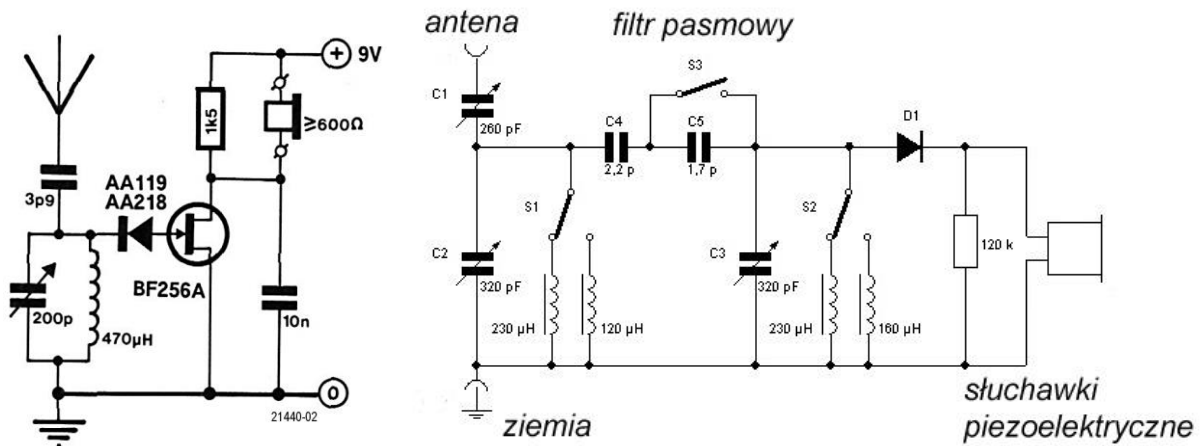 9V
1k5
≥600Ω
3p9
AA119
AA218
BF256A
200p
470µH
10n
21440-02
0
antena
filtr pasmowy
S3
C1
260 pF
C4
C5
D1
2,2 p
1,7 p
S1
S2
C2
320 pF
C3
320 pF
120 k
230 µH
120 µH
230 µH
160 µH
ziemia
słuchawki
piezoelektryczne